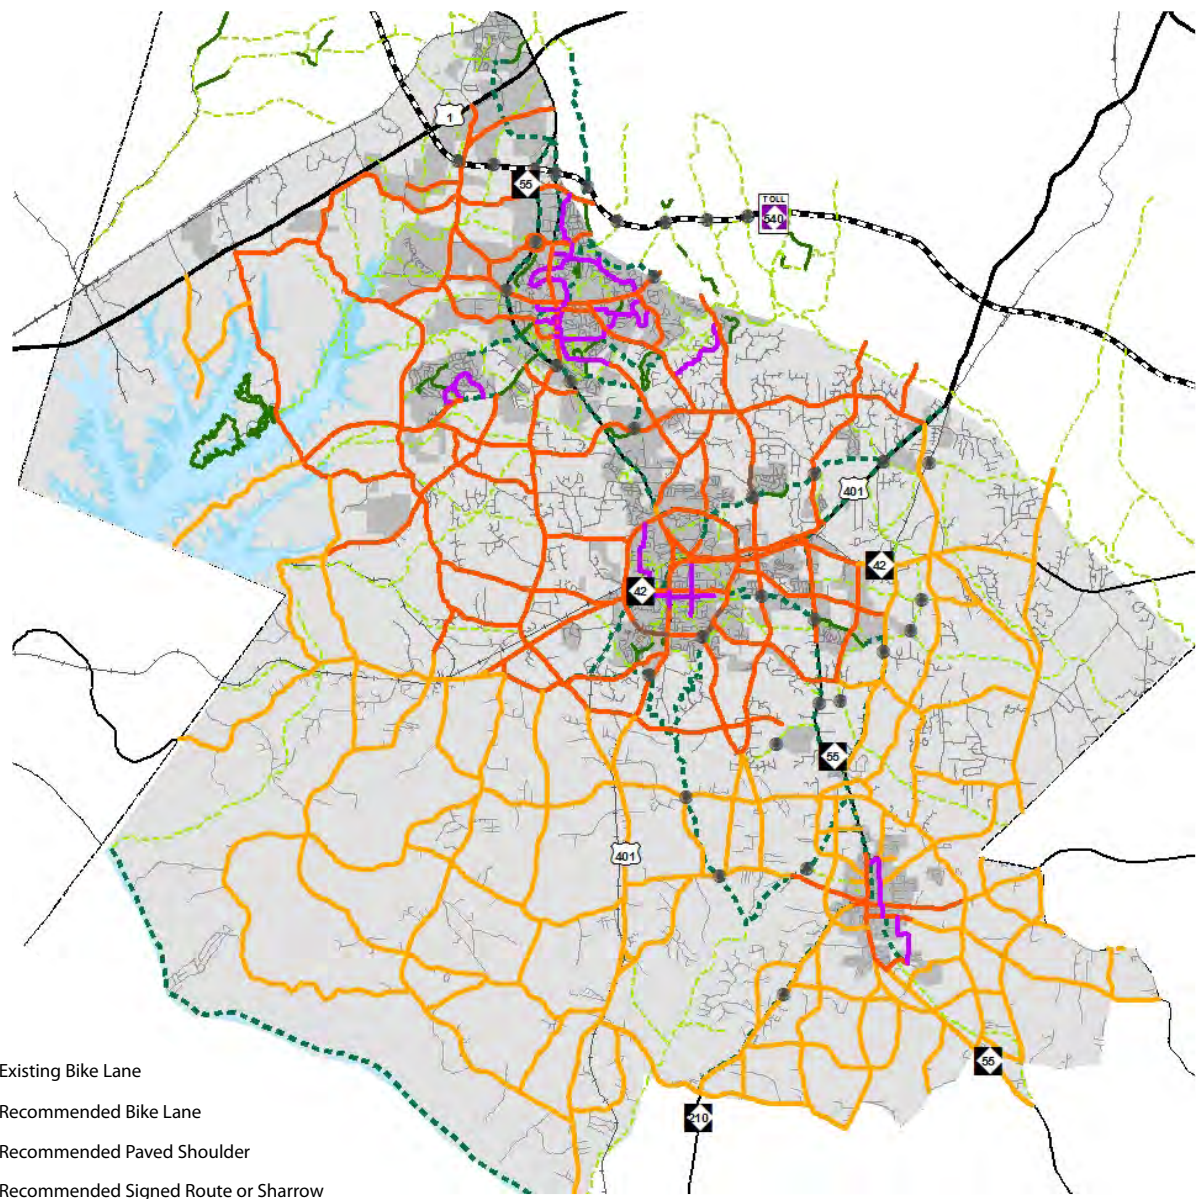 1
55
TOLL
540
401
42
42
55
401
55
210
Existing Bike Lane
Recommended Bike Lane
Recommended Paved Shoulder
Recommended Signed Route or Sharrow